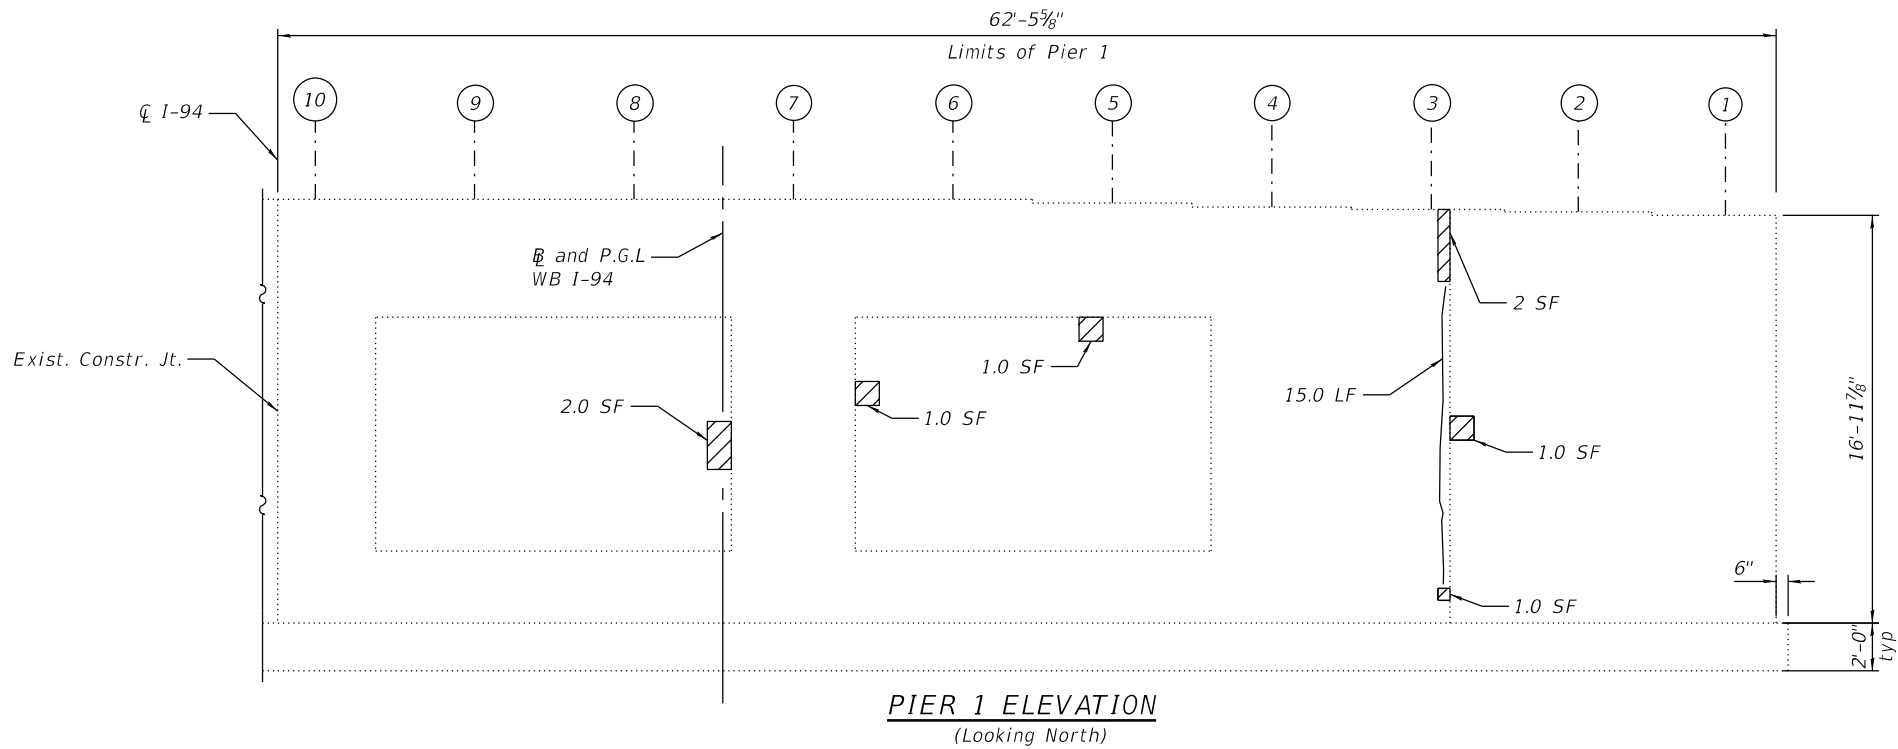 62'-5⅝"
Limits of Pier 1
10 9 8 7 6 5 4 3 2 1
℄ I-94
B̵L and P.G.L
WB I-94
2 SF
Exist. Constr. Jt.
1.0 SF
15.0 LF
2.0 SF
1.0 SF
1.0 SF
16'-11⅞"
6"
1.0 SF
2'-0"
typ
PIER 1 ELEVATION
(Looking North)